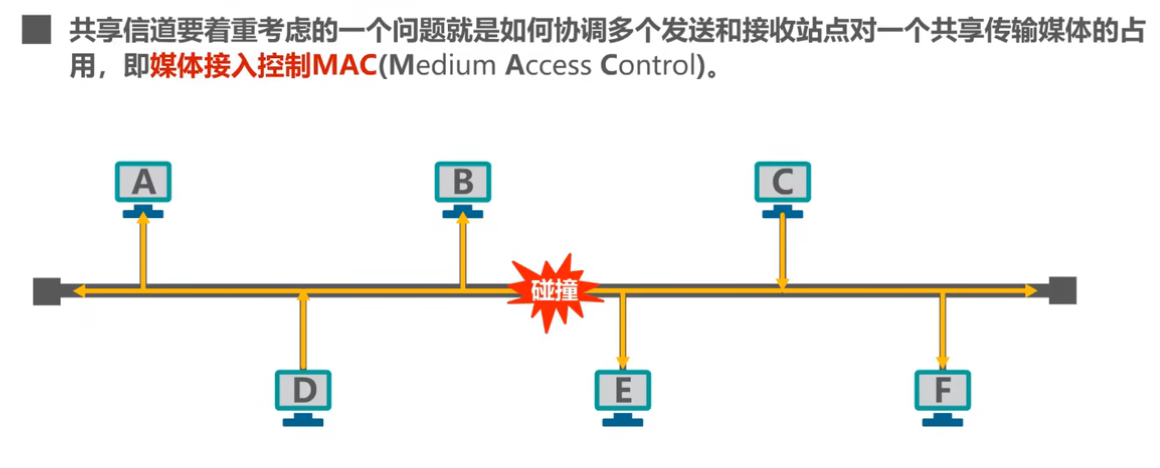 共享信道要着重考虑的一个问题就是如何协调多个发送和接收站点对一个共享传输媒体的占
用，即媒体接入控制MAC(Medium Access Control)。
A
B
C
碰撞
D
E
F